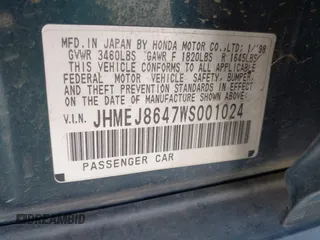 MFD. IN JAPAN BY HONDA MOTOR CO.,LTD: 1/'98
GVWR 3460LBS GAWR F 1820LBS R 1645LBS
THIS VEHICLE CONFORMS TO ALL APPLICABLE
FEDERAL MOTOR VEHICLE SAFETY, BUMPER,
AND THEFT PREVENTION STANDARDS IN EFFECT
ON THE DATE OF MANUFACTURE SHOWN ABOVE.
V.I.N. JHMEJ8647WS001024
PASSENGER CAR
DREAMBID